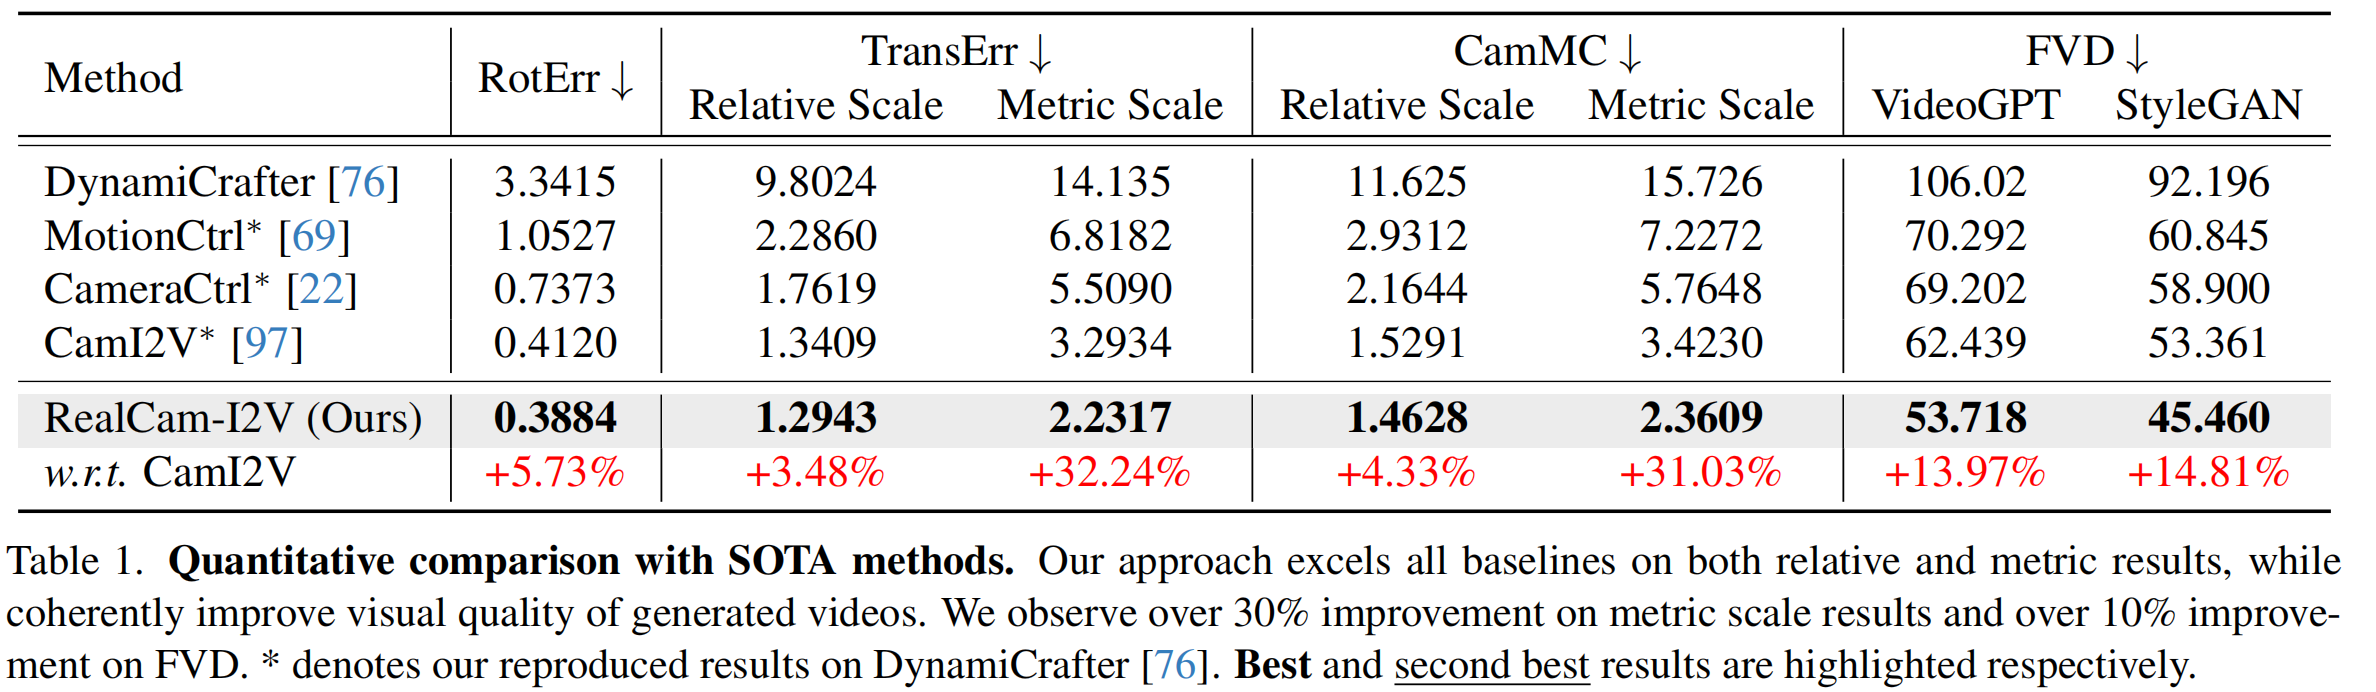 Method RotErr ↓ TransErr ↓ CamMC ↓ FVD ↓
Relative Scale Metric Scale Relative Scale Metric Scale VideoGPT StyleGAN
DynamiCrafter [76] 3.3415 9.8024 14.135 11.625 15.726 106.02 92.196
MotionCtrl* [69] 1.0527 2.2860 6.8182 2.9312 7.2272 70.292 60.845
CameraCtrl* [22] 0.7373 1.7619 5.5090 2.1644 5.7648 69.202 58.900
CamI2V* [97] 0.4120 1.3409 3.2934 1.5291 3.4230 62.439 53.361
RealCam-I2V (Ours) 0.3884 1.2943 2.2317 1.4628 2.3609 53.718 45.460
w.r.t. CamI2V +5.73% +3.48% +32.24% +4.33% +31.03% +13.97% +14.81%
Table 1. Quantitative comparison with SOTA methods. Our approach excels all baselines on both relative and metric results, while
coherently improve visual quality of generated videos. We observe over 30% improvement on metric scale results and over 10% improve-
ment on FVD. * denotes our reproduced results on DynamiCrafter [76]. Best and second best results are highlighted respectively.